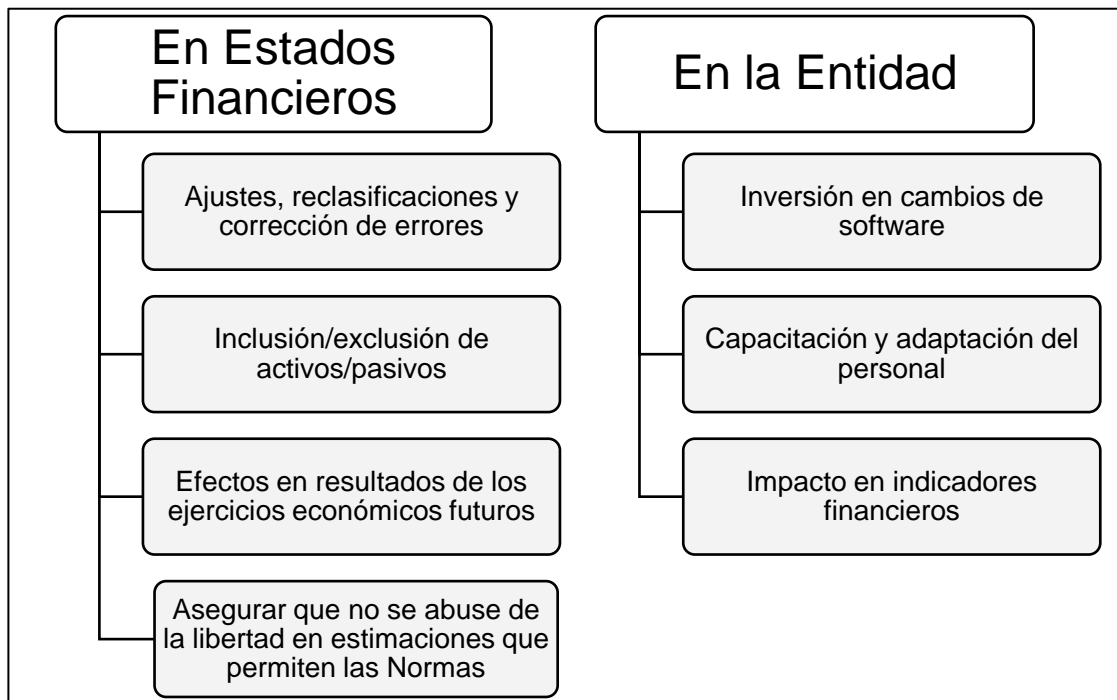 En Estados
Financieros
Ajustes, reclasificaciones y
corrección de errores
Inclusión/exclusión de
activos/pasivos
Efectos en resultados de los
ejercicios económicos futuros
Asegurar que no se abuse de
la libertad en estimaciones que
permiten las Normas
En la Entidad
Inversión en cambios de
software
Capacitación y adaptación del
personal
Impacto en indicadores
financieros